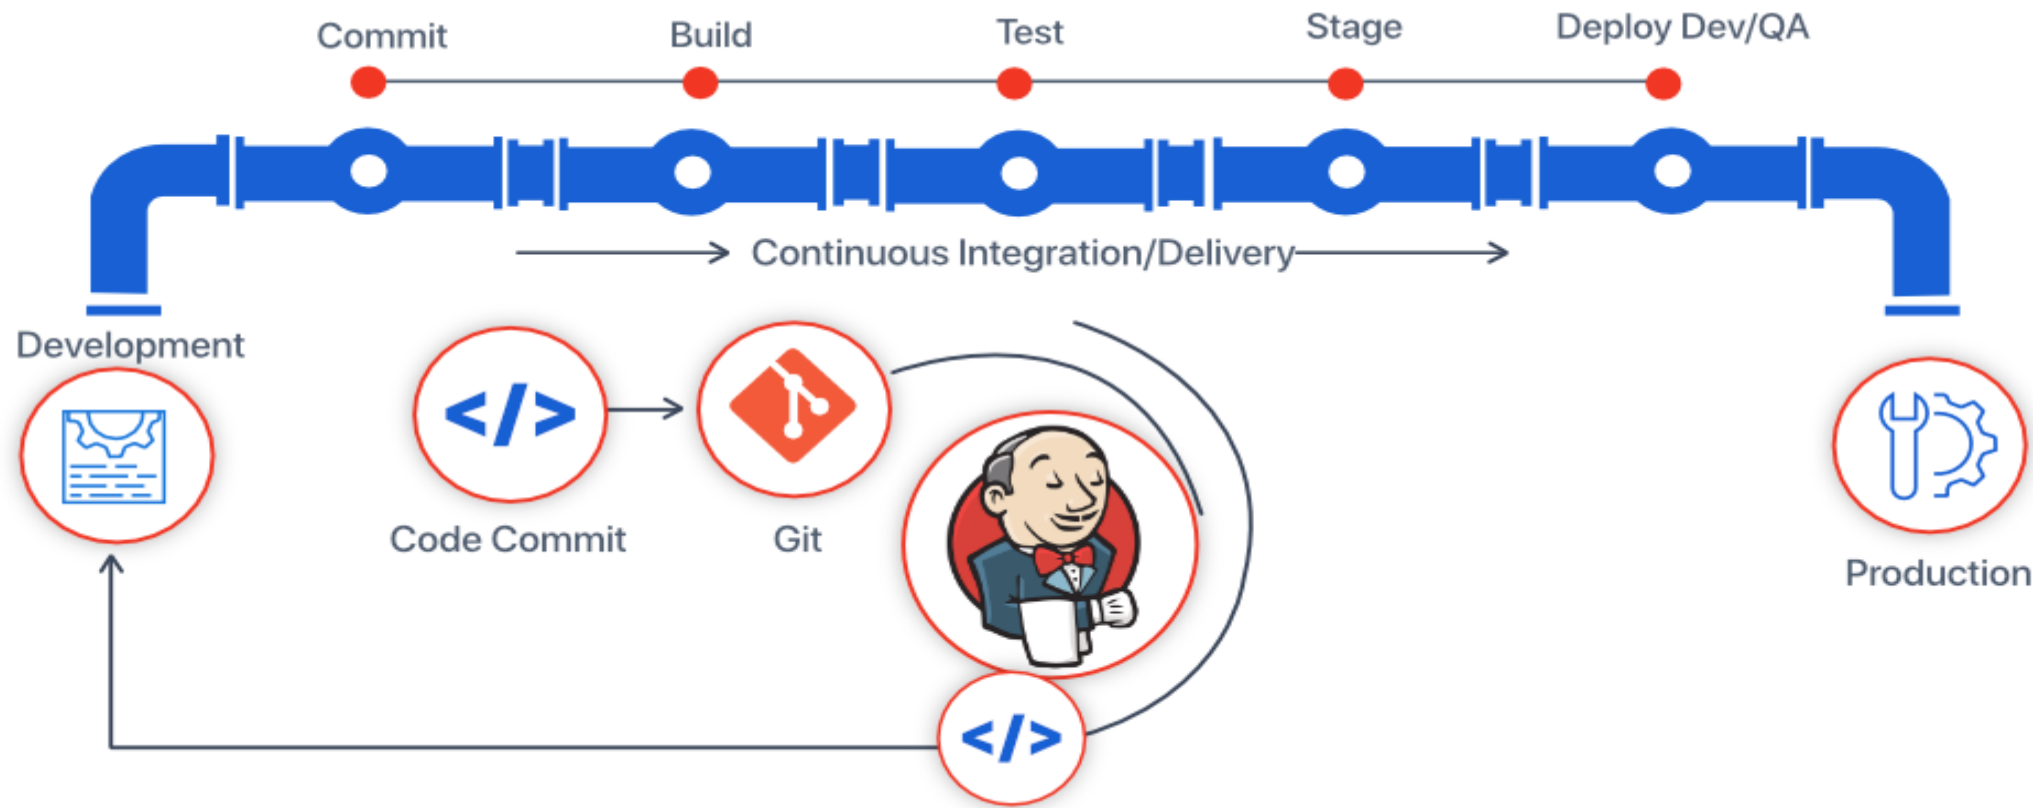 Commit
Build
Test
Stage
Deploy Dev/QA
Continuous Integration/Delivery
Development
</>
Code Commit
Git
Production
</>